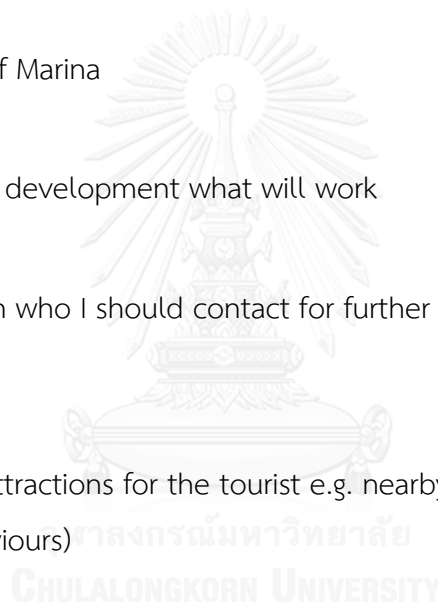 f Marina
development what will work
who I should contact for further
ttractions for the tourist e.g. nearby
viours)
จุฬาลงกรณ์มหาวิทยาลัย
CHULALONGKORN UNIVERSITY